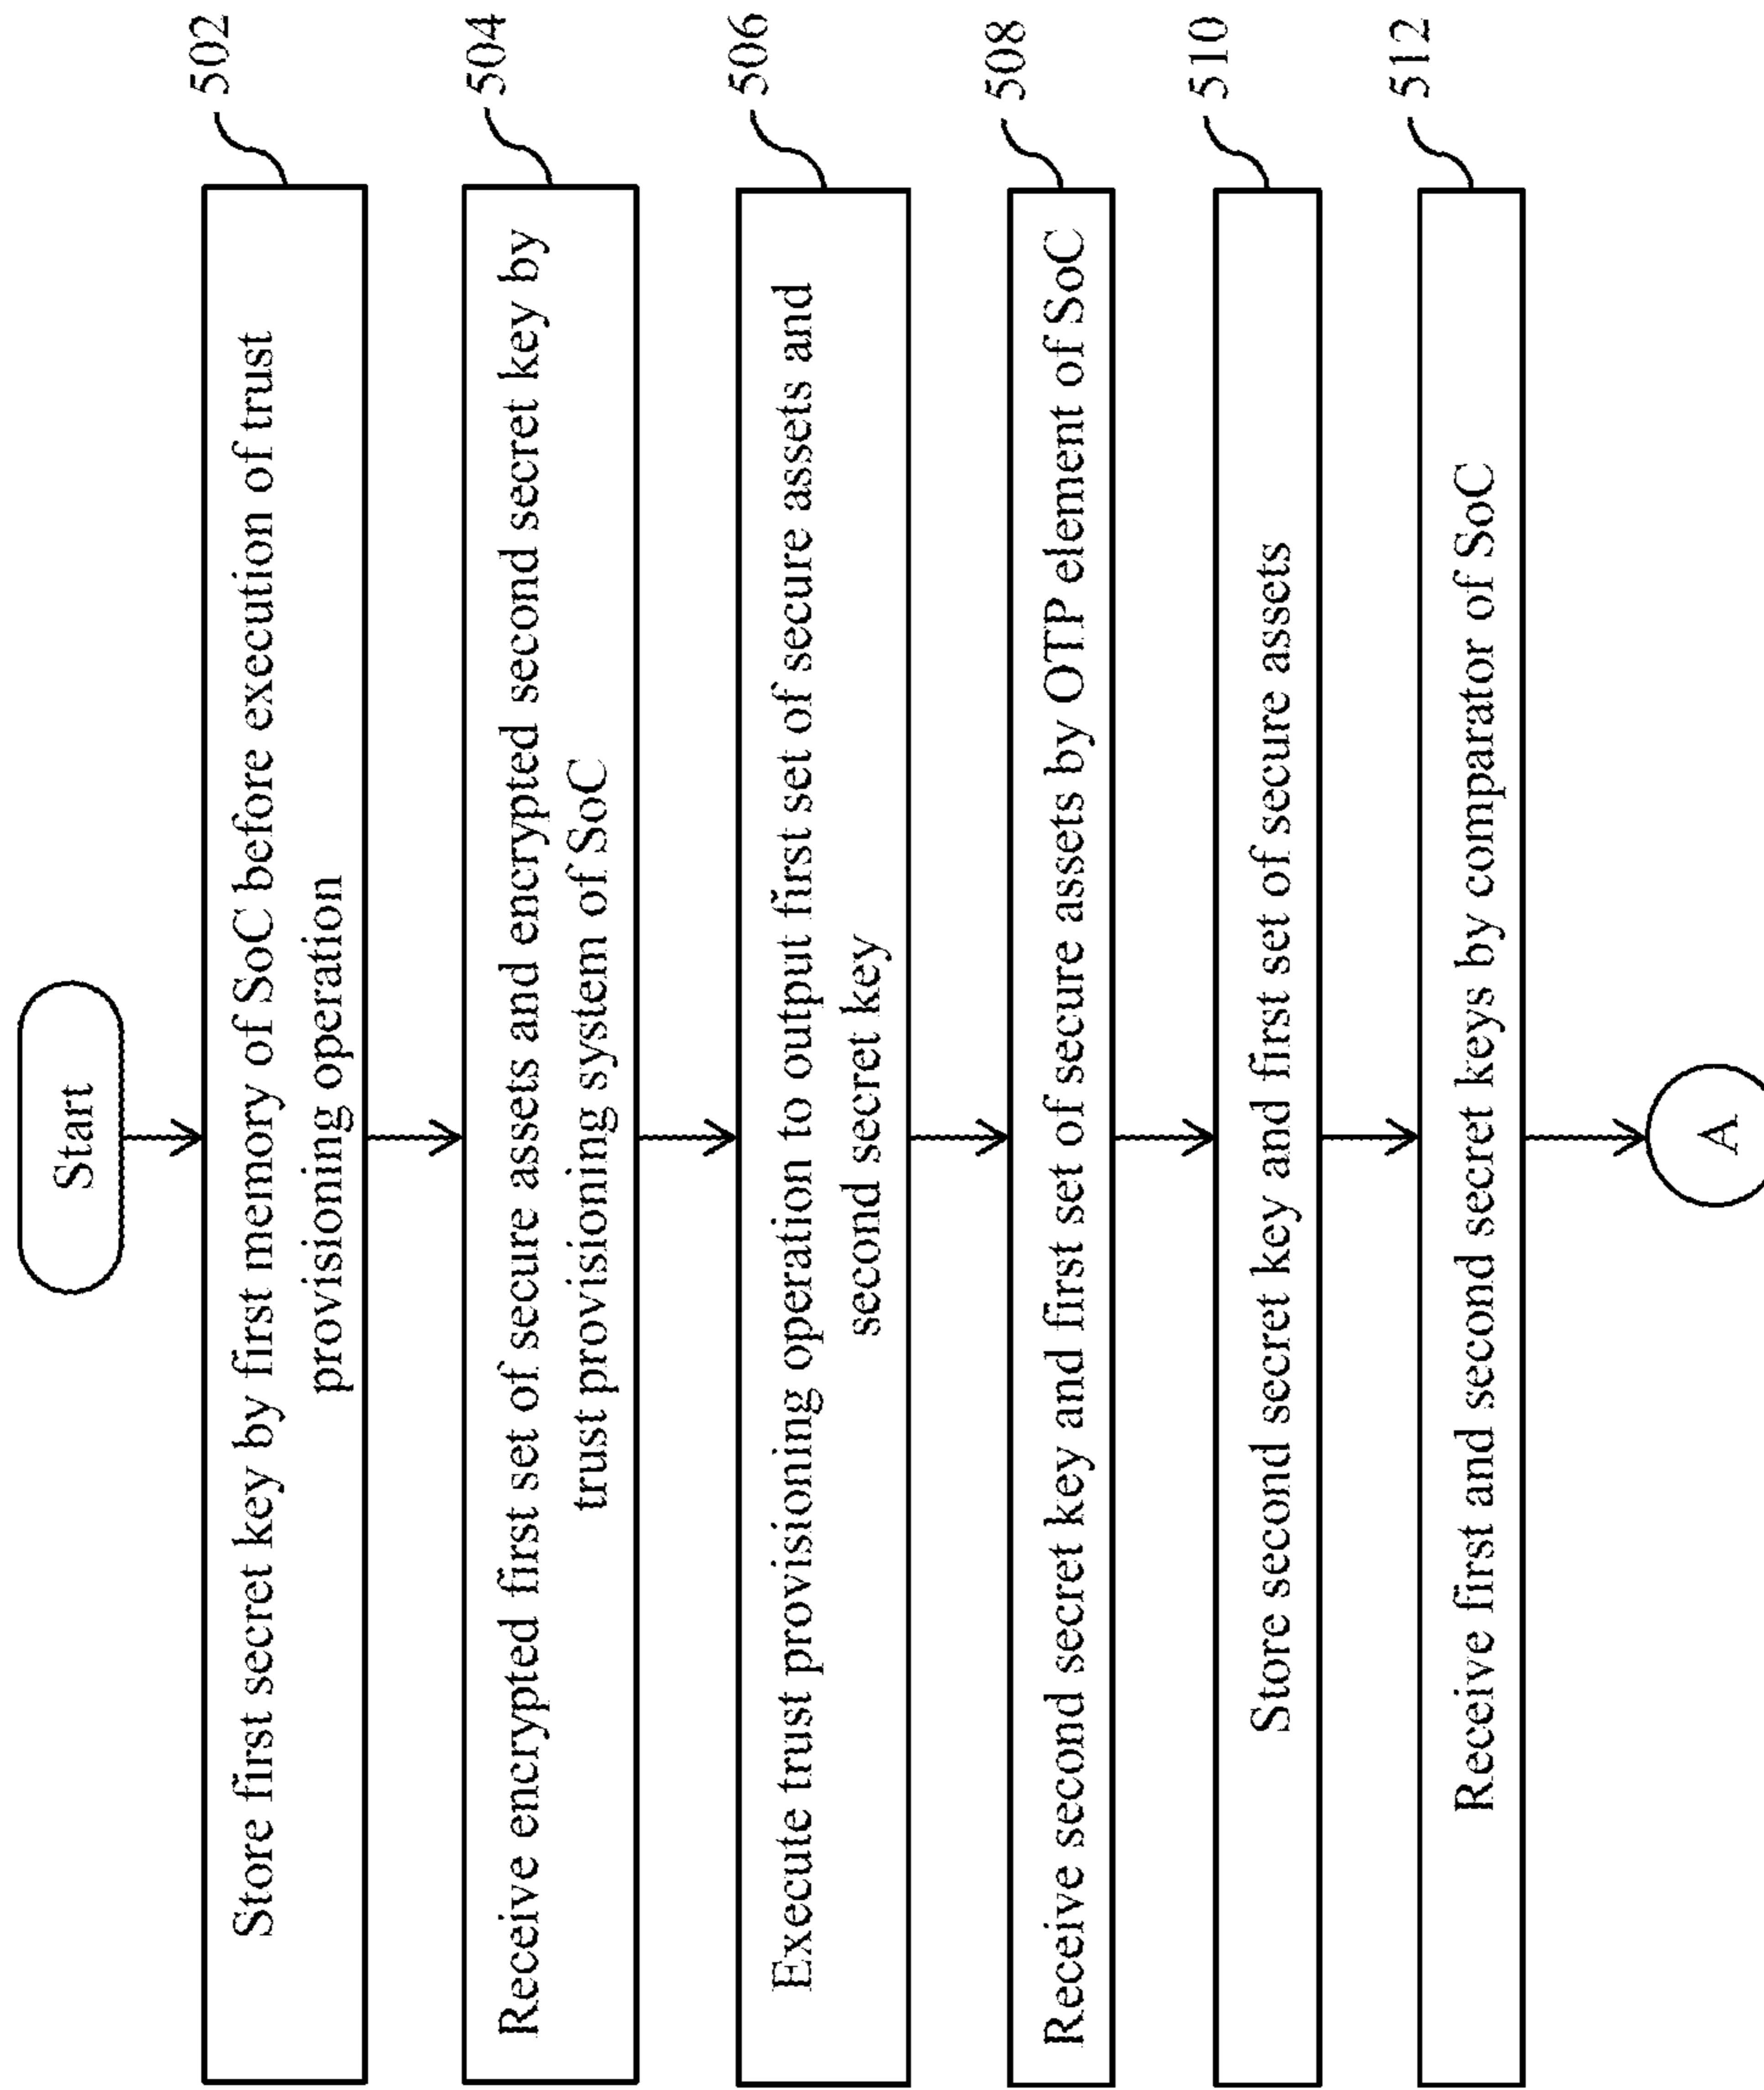 Start
Store first secret key by first memory of SoC before execution of trust
provisioning operation
502
Receive encrypted first set of secure assets and encrypted second secret key by
trust provisioning system of SoC
504
Execute trust provisioning operation to output first set of secure assets and
second secret key
506
Receive second secret key and first set of secure assets by OTP element of SoC
508
Store second secret key and first set of secure assets
510
Receive first and second secret keys by comparator of SoC
512
A